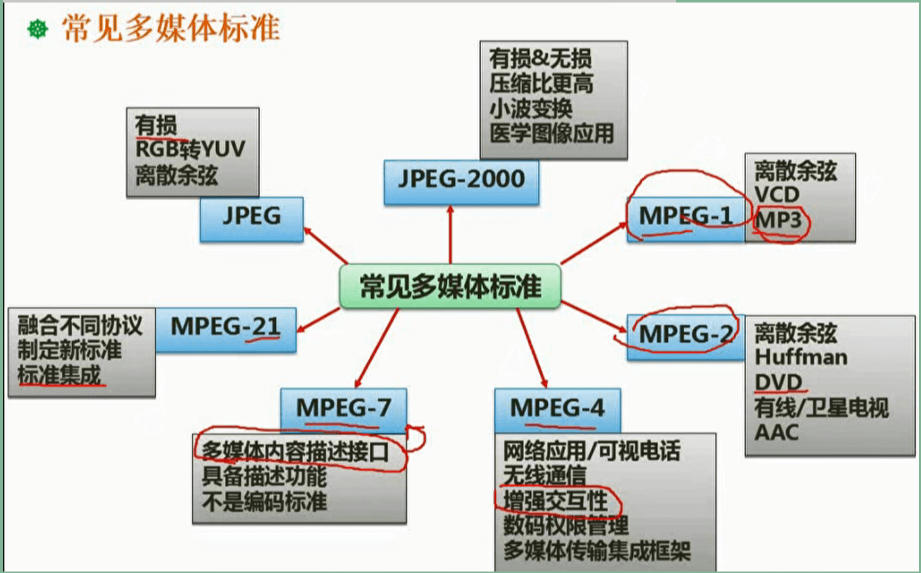 常见多媒体标准
有损&无损
压缩比更高
小波变换
医学图像应用
JPEG-2000
有损
RGB转YUV
离散余弦
JPEG
离散余弦
VCD
MP3
MPEG-1
常见多媒体标准
融合不同协议
制定新标准
标准集成
MPEG-21
MPEG-2
离散余弦
Huffman
DVD
有线/卫星电视
AAC
MPEG-7
多媒体内容描述接口
具备描述功能
不是编码标准
MPEG-4
网络应用/可视电话
无线通信
增强交互性
数码权限管理
多媒体传输集成框架